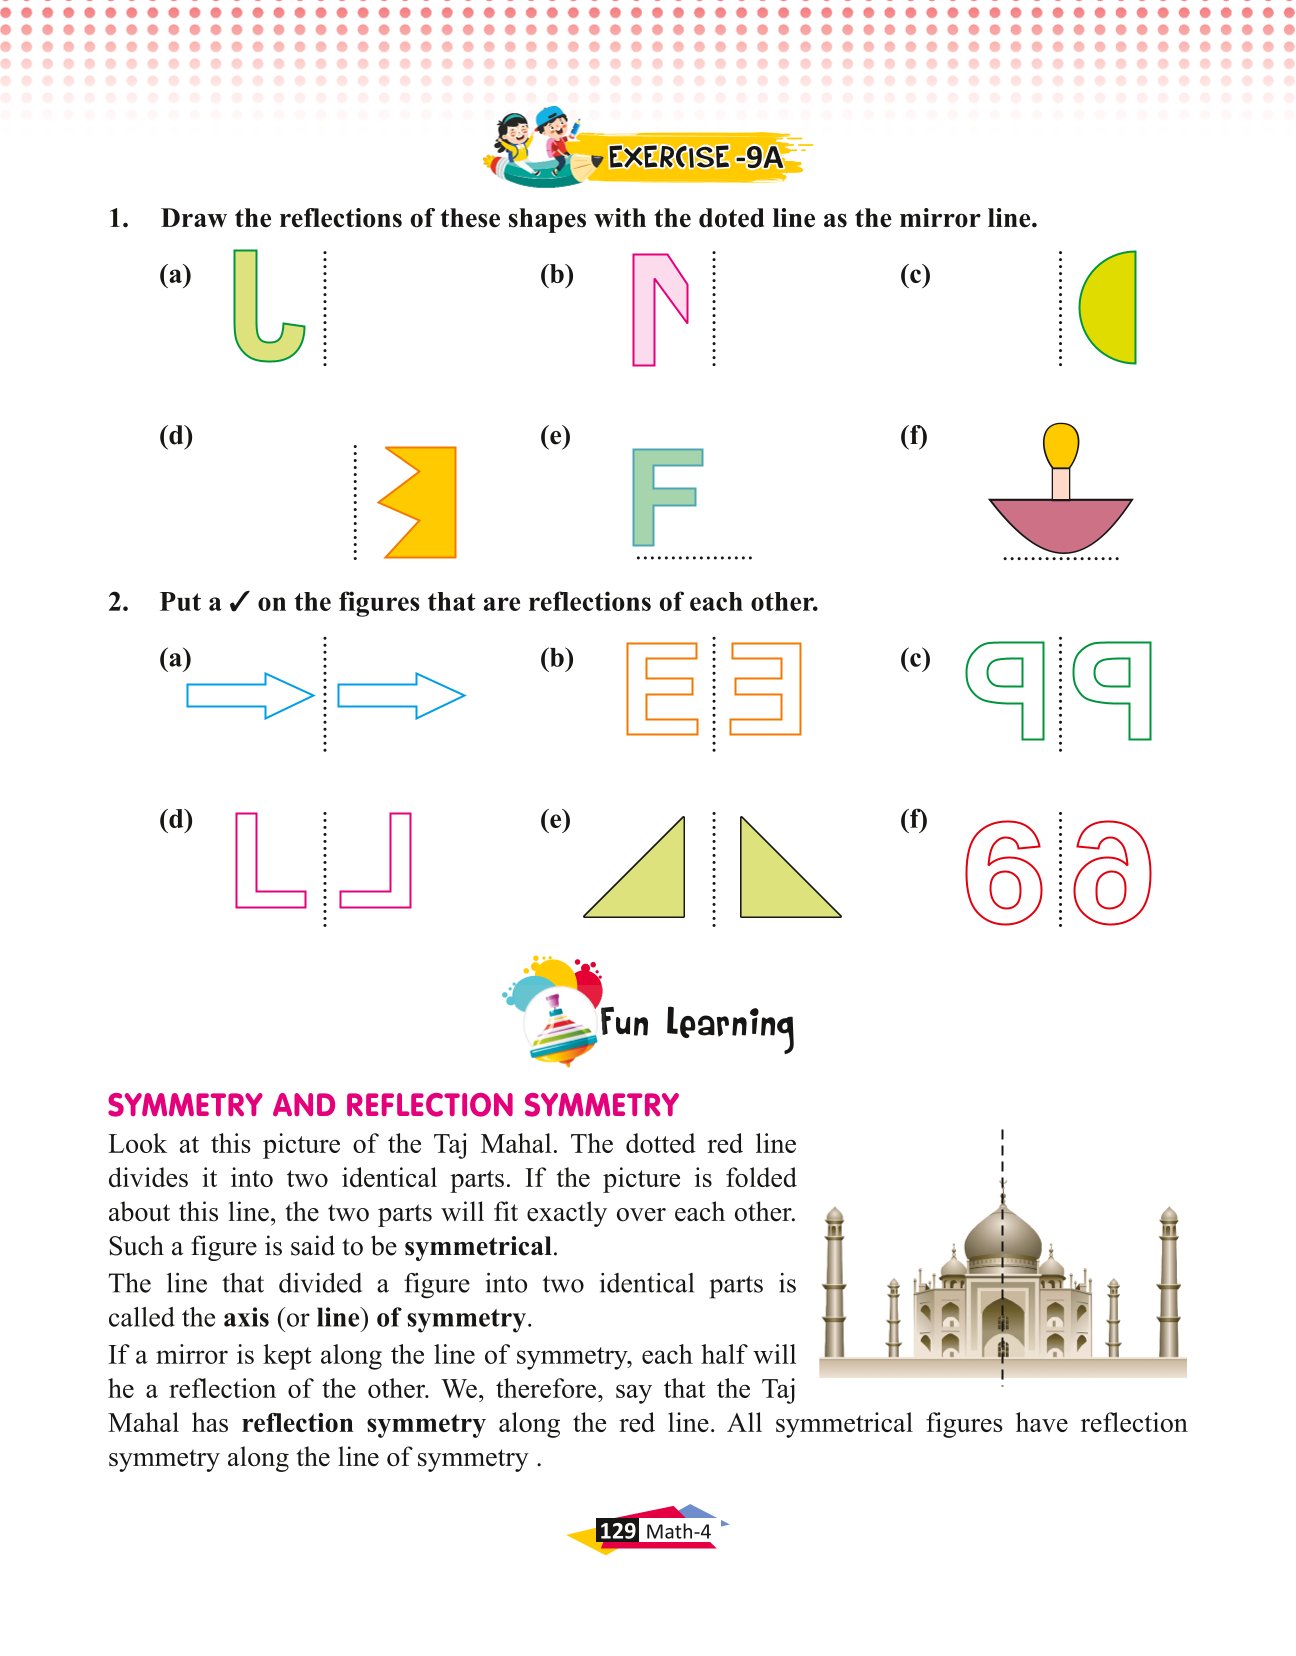 EXERCISE -9A
1. Draw the reflections of these shapes with the doted line as the mirror line.
(a) (b) (c)
(d) (e) (f)
2. Put a ✓ on the figures that are reflections of each other.
(a) (b) (c)
(d) (e) (f)
Fun Learning
SYMMETRY AND REFLECTION SYMMETRY
Look at this picture of the Taj Mahal. The dotted red line
divides it into two identical parts. If the picture is folded
about this line, the two parts will fit exactly over each other.
Such a figure is said to be symmetrical.
The line that divided a figure into two identical parts is
called the axis (or line) of symmetry.
If a mirror is kept along the line of symmetry, each half will
he a reflection of the other. We, therefore, say that the Taj
Mahal has reflection symmetry along the red line. All symmetrical figures have reflection
symmetry along the line of symmetry .
129 Math-4